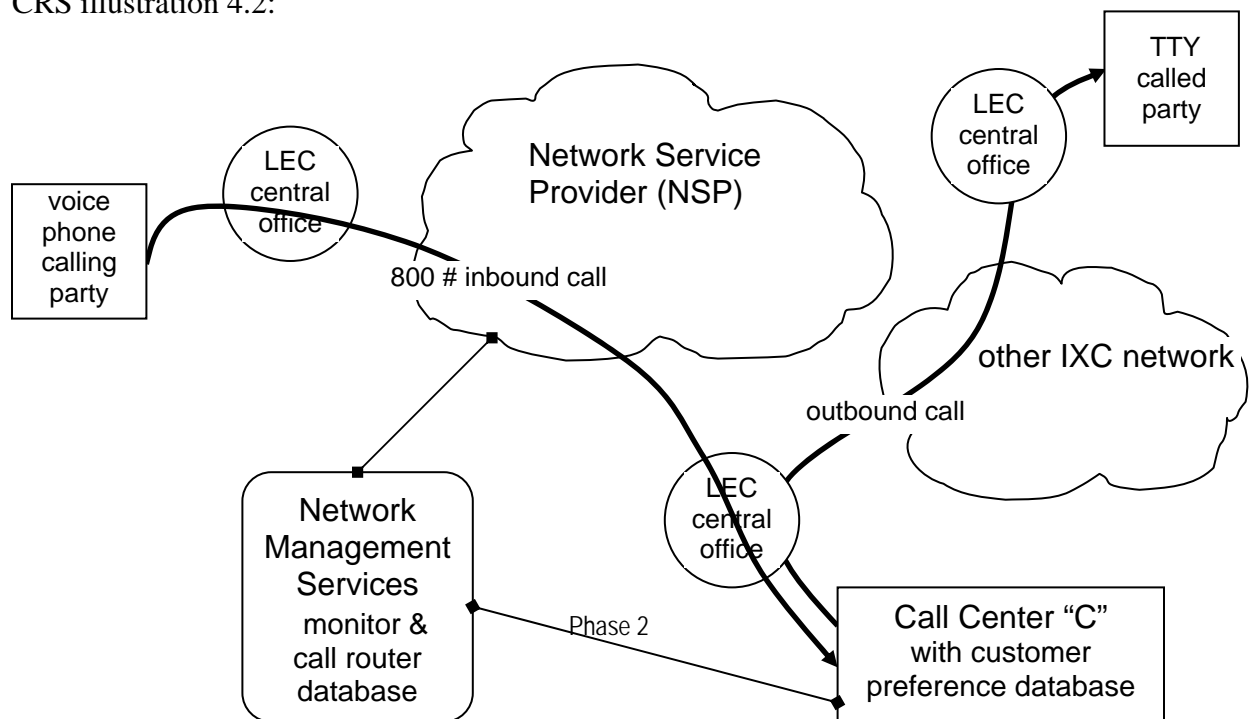 CRS illustration 4.2:
TTY
called
party
LEC
central
office
Network Service
Provider (NSP)
LEC
central
office
voice
phone
calling
party
800 # inbound call
other IXC network
outbound call
LEC
central
office
Network
Management
Services
monitor &
call router
database
Phase 2
Call Center “C”
with customer
preference database